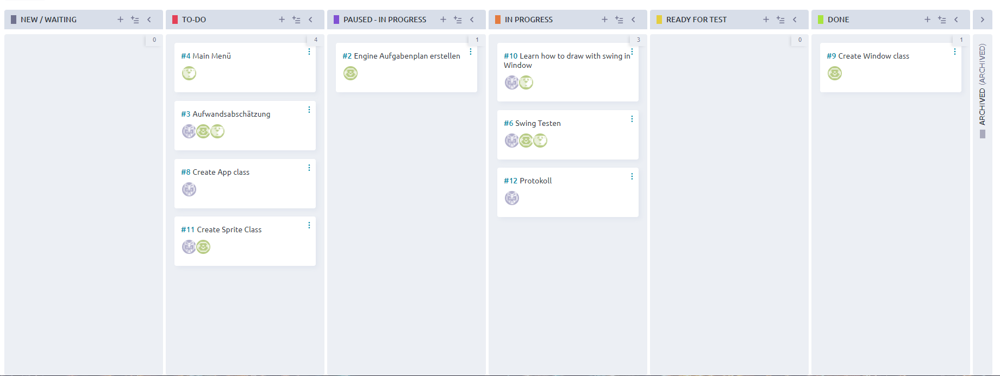 NEW / WAITING
0
TO-DO
4
#4 Main Menü
#3 Aufwandsabschätzung
#8 Create App class
#11 Create Sprite Class
PAUSED - IN PROGRESS
1
#2 Engine Aufgabenplan erstellen
IN PROGRESS
3
#10 Learn how to draw with swing in
Window
#6 Swing Testen
#12 Protokoll
READY FOR TEST
0
DONE
1
#9 Create Window class
ARCHIVED (ARCHIVED)